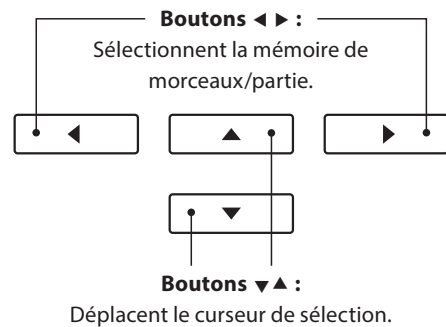 Boutons ◀ ▶ :
Sélectionnent la mémoire de
morceaux/partie.
◀ ▲ ▶
▼
Boutons ▼▲ :
Déplacent le curseur de sélection.